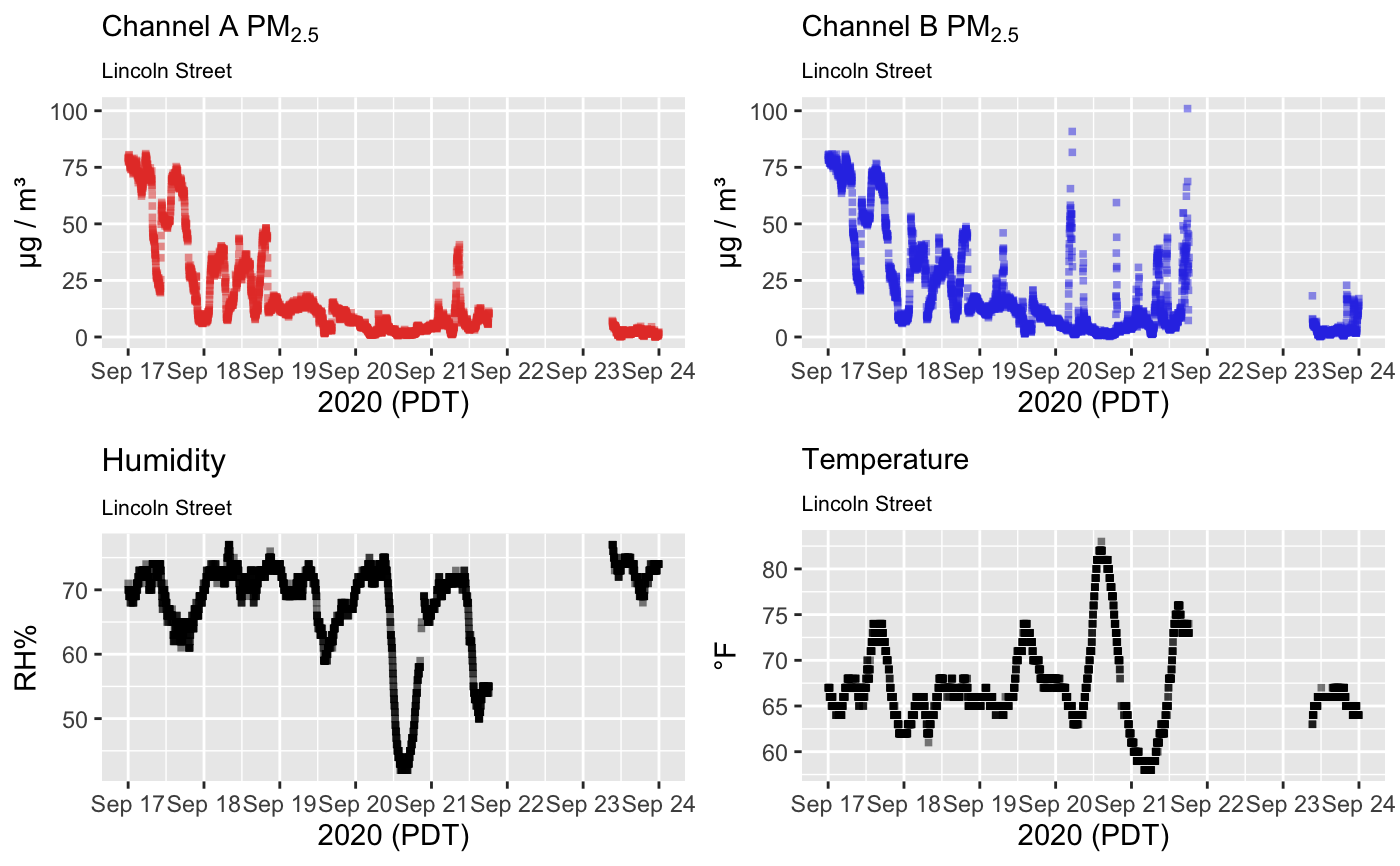 Channel A PM2.5
Lincoln Street
100
75
50
25
0
µg / m³
Sep 17 Sep 18 Sep 19 Sep 20 Sep 21 Sep 22 Sep 23 Sep 24
2020 (PDT)
Channel B PM2.5
Lincoln Street
100
75
50
25
0
µg / m³
Sep 17 Sep 18 Sep 19 Sep 20 Sep 21 Sep 22 Sep 23 Sep 24
2020 (PDT)
Humidity
Lincoln Street
70
60
50
RH%
Sep 17 Sep 18 Sep 19 Sep 20 Sep 21 Sep 22 Sep 23 Sep 24
2020 (PDT)
Temperature
Lincoln Street
80
75
70
65
60
°F
Sep 17 Sep 18 Sep 19 Sep 20 Sep 21 Sep 22 Sep 23 Sep 24
2020 (PDT)